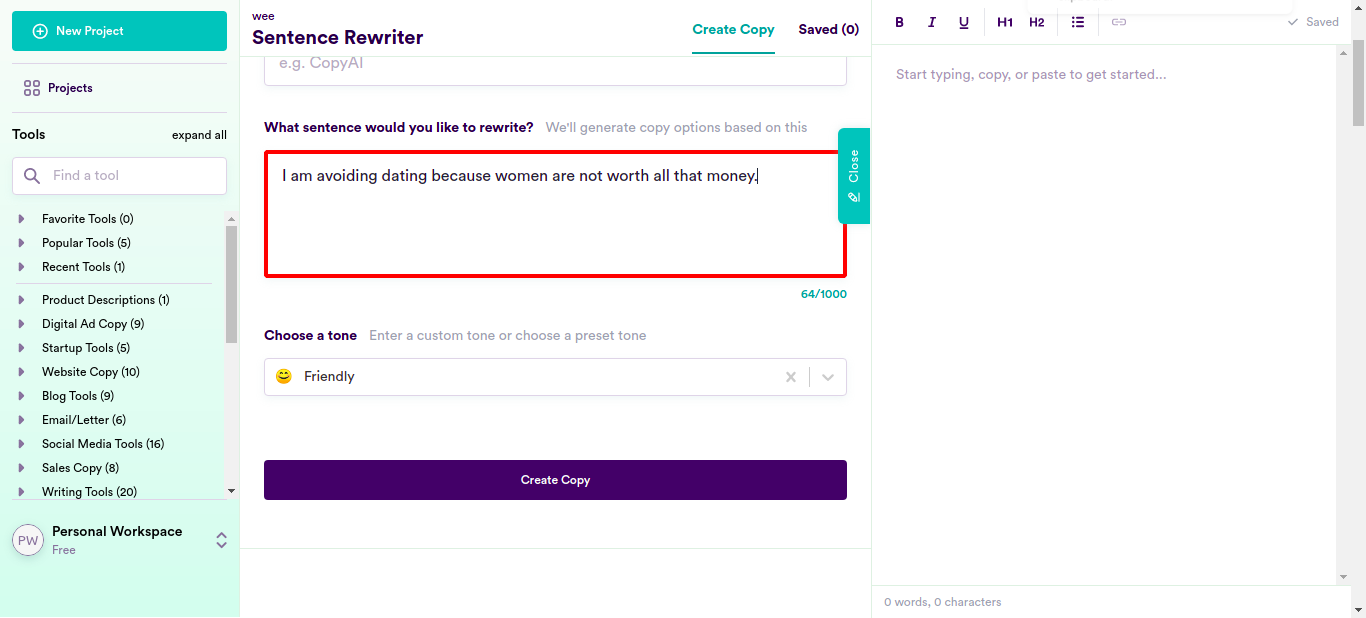 New Project
Projects
Tools
expand all
Find a tool
Favorite Tools (0)
Popular Tools (5)
Recent Tools (1)
Product Descriptions (1)
Digital Ad Copy (9)
Startup Tools (5)
Website Copy (10)
Blog Tools (9)
Email/Letter (6)
Social Media Tools (16)
Sales Copy (8)
Writing Tools (20)
PW
Personal Workspace
Free
wee
Sentence Rewriter
Create Copy
Saved (0)
e.g. CopyAI
What sentence would you like to rewrite? We'll generate copy options based on this
I am avoiding dating because women are not worth all that money.
Close
64/1000
Choose a tone Enter a custom tone or choose a preset tone
Friendly
Create Copy
B I U H1 H2
Saved
Start typing, copy, or paste to get started...
0 words, 0 characters